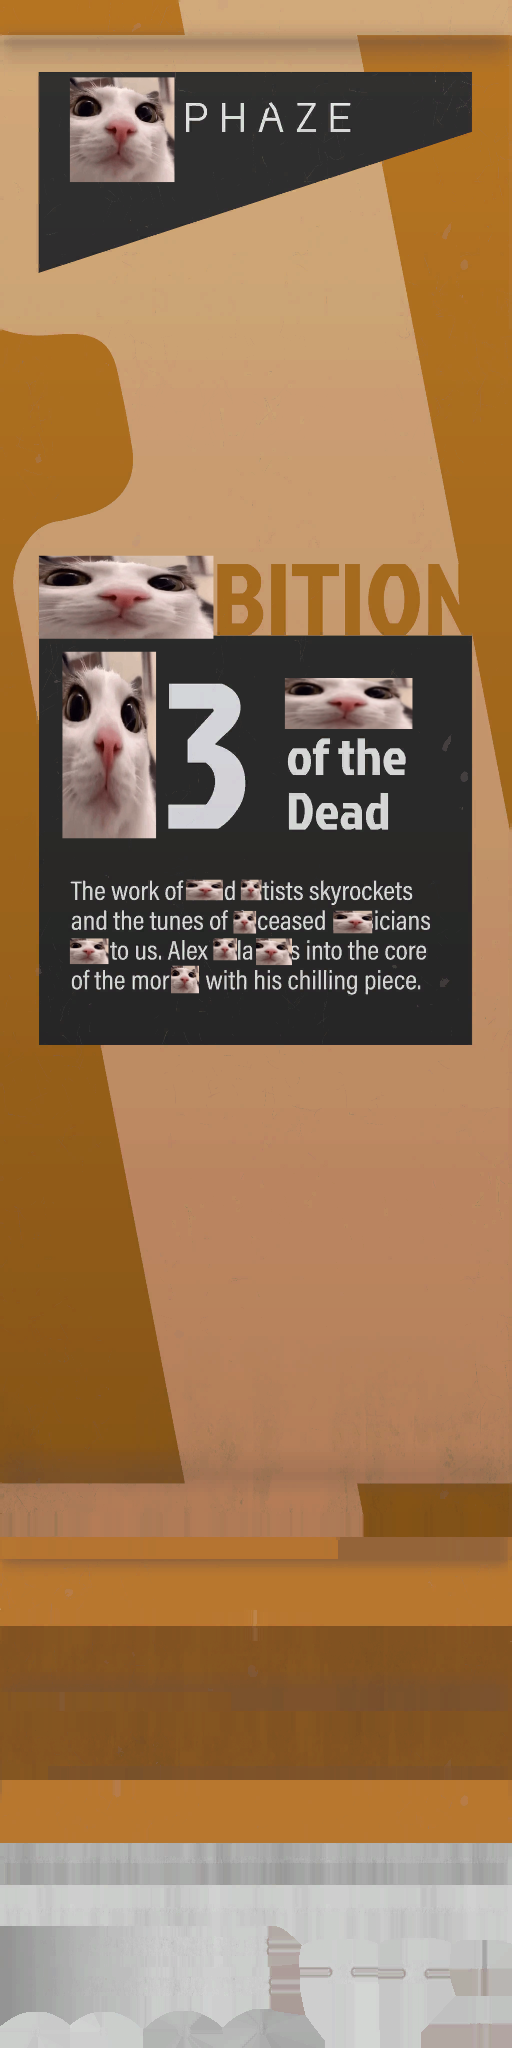 PHAZE
BITION
3
of the
Dead
The work of d tists skyrockets
and the tunes of ceased icians
to us. Alex la s into the core
of the mor with his chilling piece.